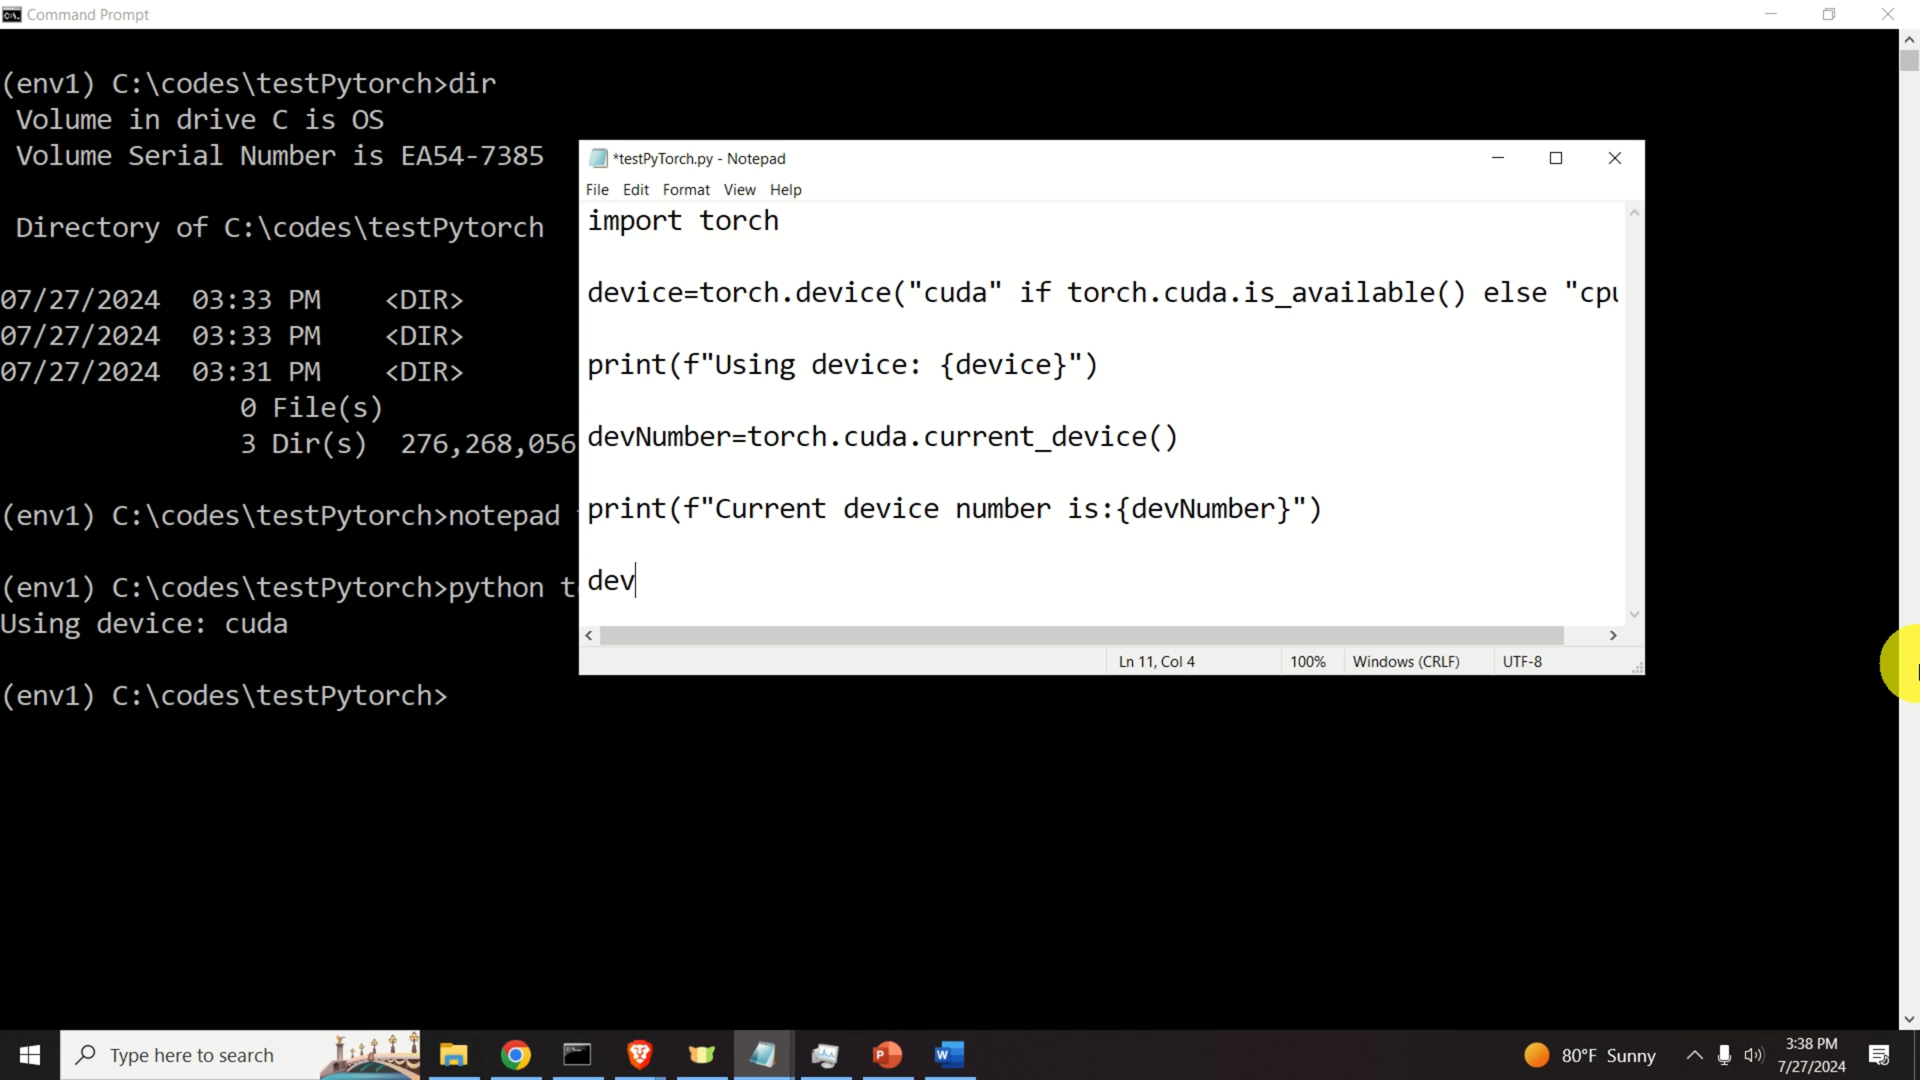 Command Prompt
(env1) C:\codes\testPytorch>dir
Volume in drive C is OS
Volume Serial Number is EA54-7385
Directory of C:\codes\testPytorch
07/27/2024 03:33 PM <DIR>
07/27/2024 03:33 PM <DIR>
07/27/2024 03:31 PM <DIR>
0 File(s)
3 Dir(s) 276,268,056
(env1) C:\codes\testPytorch>notepad
(env1) C:\codes\testPytorch>python t
Using device: cuda
(env1) C:\codes\testPytorch>
*testPyTorch.py - Notepad
File Edit Format View Help
import torch
device=torch.device("cuda" if torch.cuda.is_available() else "cpu
print(f"Using device: {device}")
devNumber=torch.cuda.current_device()
print(f"Current device number is:{devNumber}")
dev
Ln 11, Col 4 100% Windows (CRLF) UTF-8
Type here to search
80°F Sunny
3:38 PM
7/27/2024